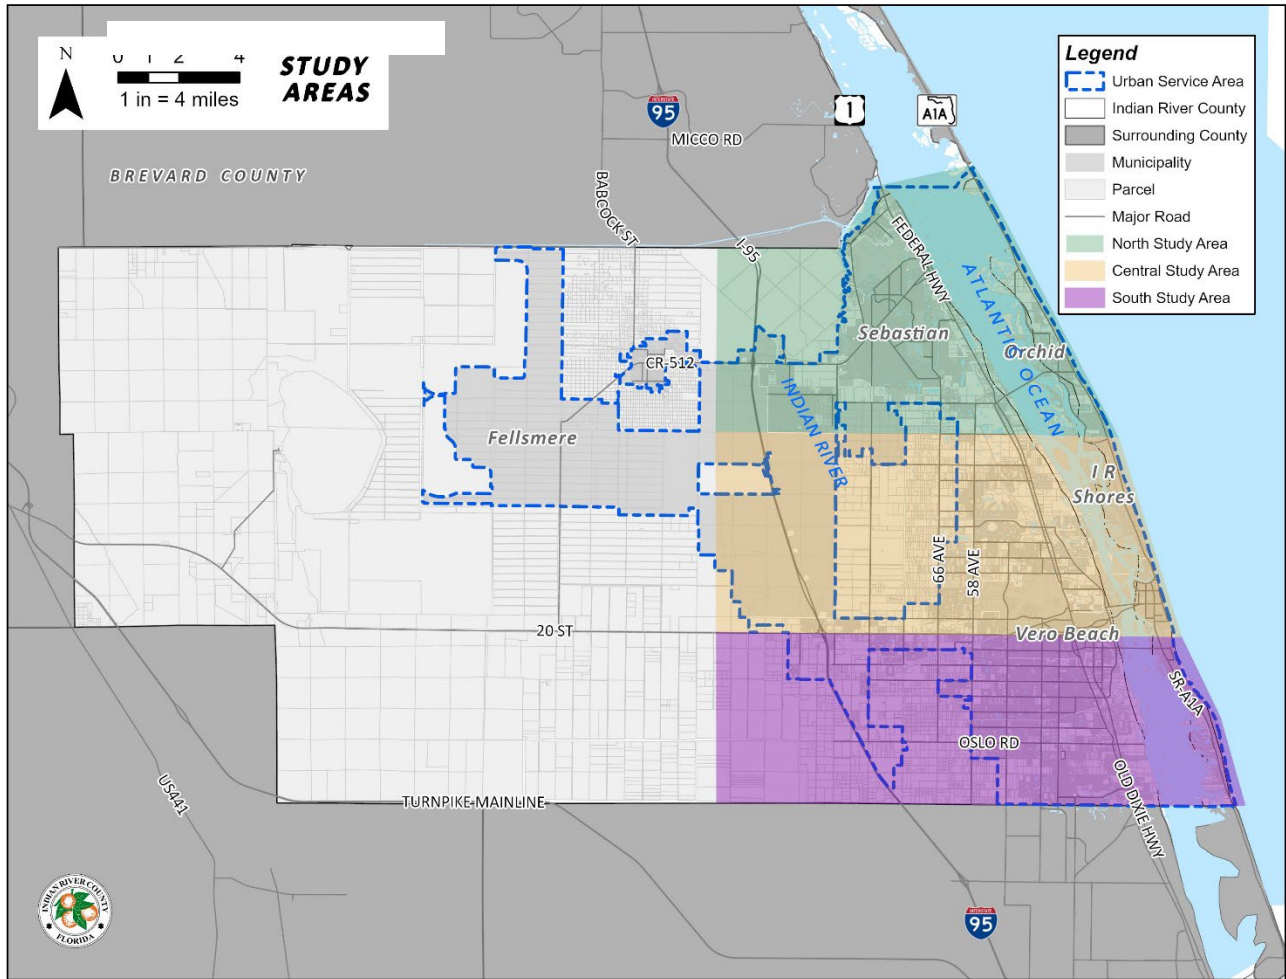 N
0 1 2 4
1 in = 4 miles
STUDY
AREAS
Legend
Urban Service Area
Indian River County
Surrounding County
Municipality
Parcel
Major Road
North Study Area
Central Study Area
South Study Area
INTERSTATE
95
1
A1A
MICCO RD
BREVARD COUNTY
BABCOCK ST
I-95
FEDERAL HWY
ATLANTIC OCEAN
Sebastian
Orchid
CR-512
INDIAN RIVER
Fellsmere
I R
Shores
66 AVE
58 AVE
20 ST
Vero Beach
SR-A1A
OSLO RD
US441
TURNPIKE MAINLINE
OLD DIXIE HWY
INDIAN RIVER COUNTY
FLORIDA
INTERSTATE
95